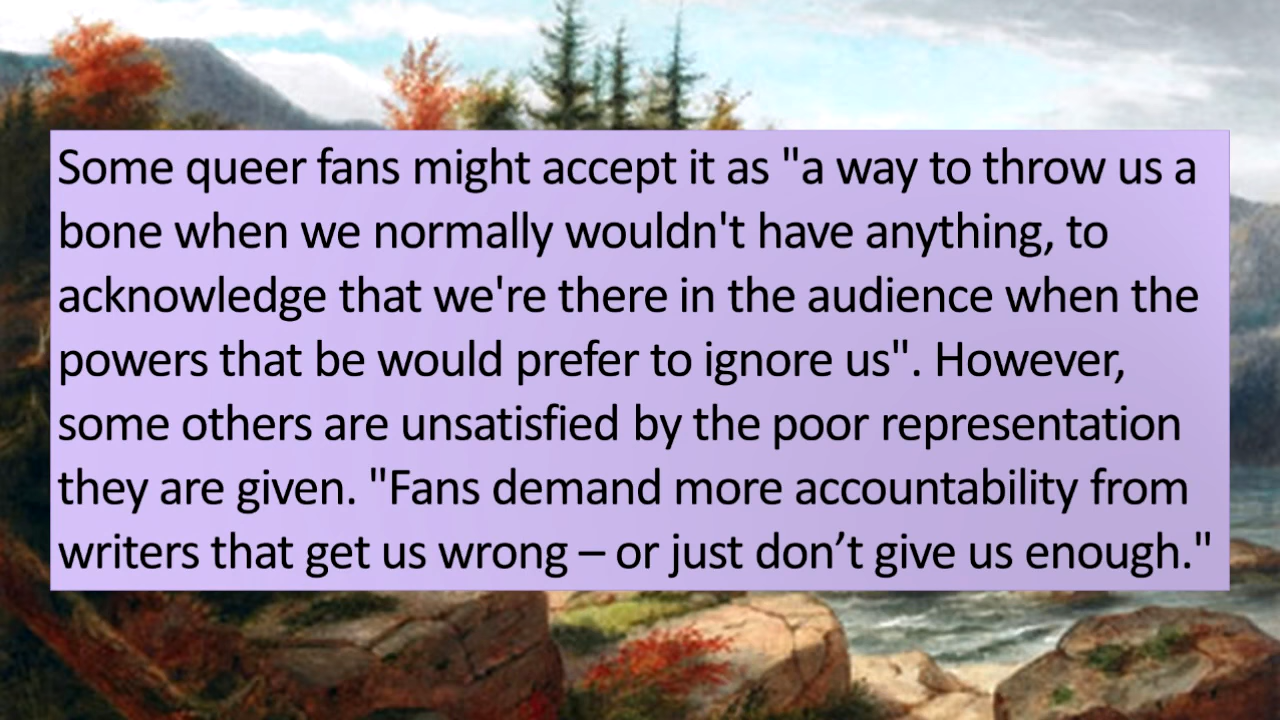 Some queer fans might accept it as "a way to throw us a
bone when we normally wouldn't have anything, to
acknowledge that we're there in the audience when the
powers that be would prefer to ignore us". However,
some others are unsatisfied by the poor representation
they are given. "Fans demand more accountability from
writers that get us wrong – or just don’t give us enough."